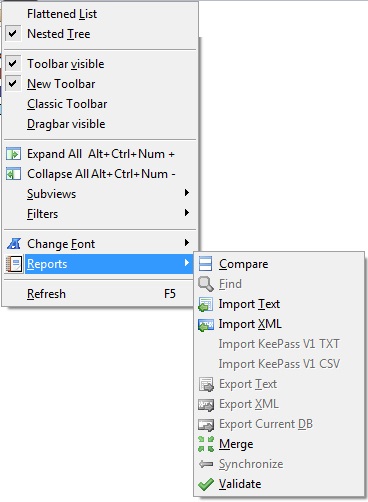 Flattened List
Nested Tree
Toolbar visible
New Toolbar
Classic Toolbar
Dragbar visible
Expand All Alt+Ctrl+Num +
Collapse All Alt+Ctrl+Num -
Subviews
Filters
Change Font
Reports
Refresh F5
Compare
Find
Import Text
Import XML
Import KeePass V1 TXT
Import KeePass V1 CSV
Export Text
Export XML
Export Current DB
Merge
Synchronize
Validate